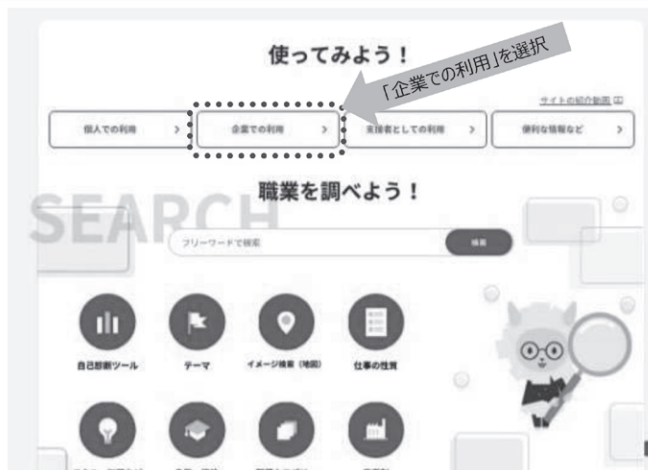 使ってみよう！
「企業での利用」を選択
サイトの紹介動画
個人での利用
企業での利用
支援者としての利用
便利な情報など
職業を調べよう！
SEARCH
フリーワードで検索
検索
自己診断ツール
テーマ
イメージ検索（地図）
仕事の性質